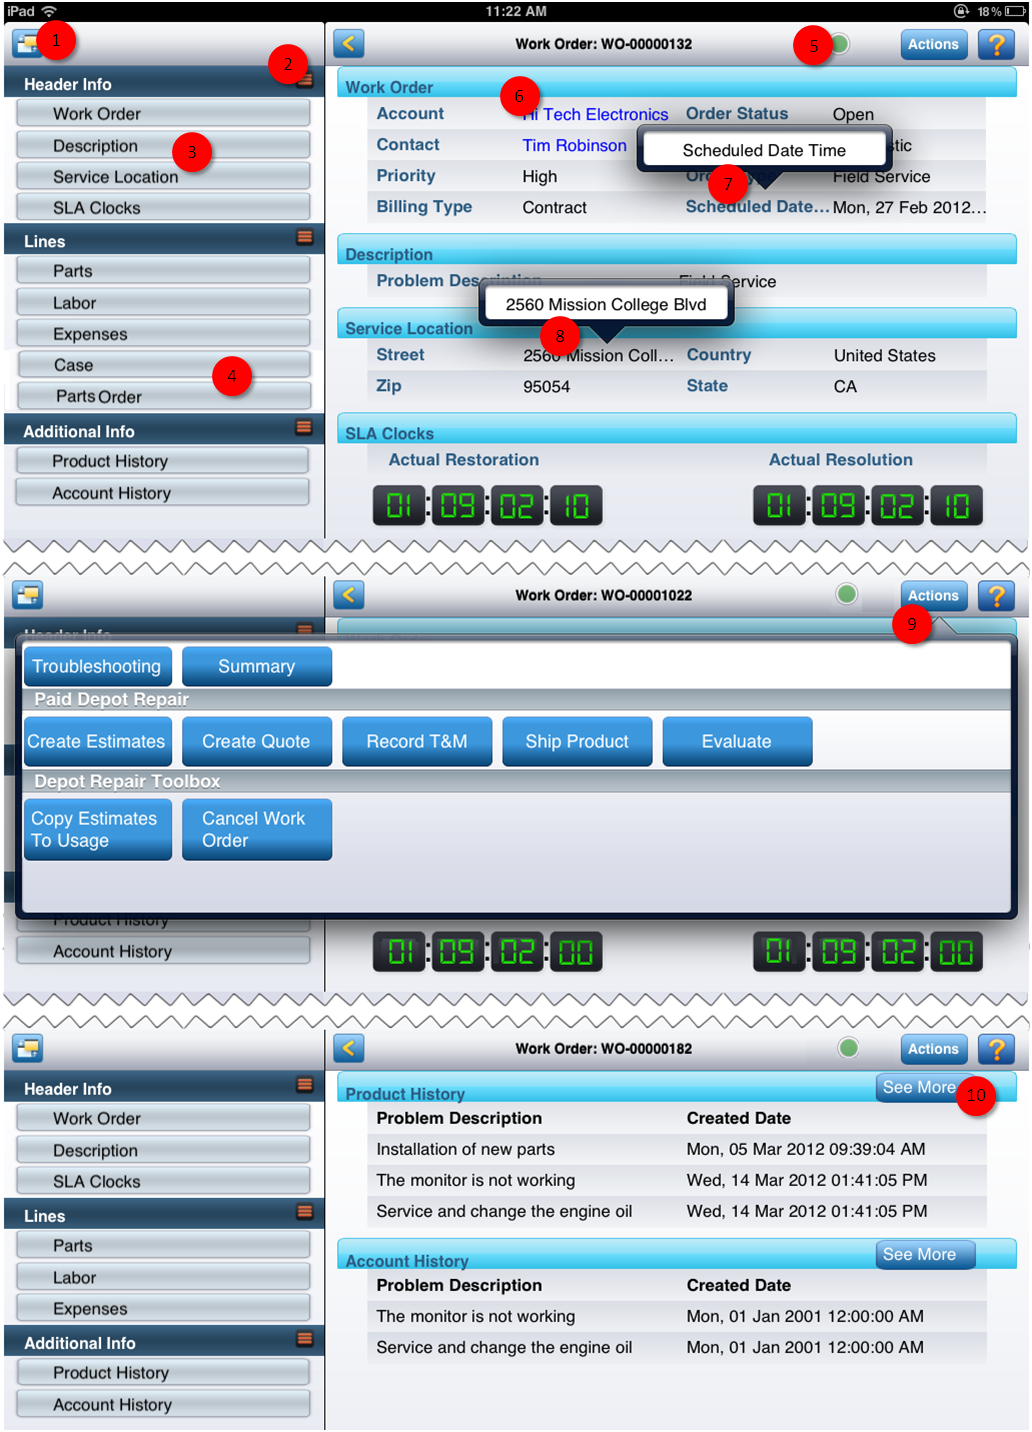 iPad 11:22 AM 18%
1 Work Order: WO-00000132 5 Actions ?
2
Header Info
Work Order
Description
3
Service Location
SLA Clocks
Lines
Parts
Labor
Expenses
Case
4
Parts Order
Additional Info
Product History
Account History
Work Order
6
Account Hi Tech Electronics Order Status Open
Contact Tim Robinson Scheduled Date Time stic
Priority High 7 Field Service
Billing Type Contract Scheduled Date... Mon, 27 Feb 2012...
Description
Problem Description Field Service
2560 Mission College Blvd
Service Location 8
Street 2560 Mission Coll... Country United States
Zip 95054 State CA
SLA Clocks
Actual Restoration Actual Resolution
01:09:02:10 01:09:02:10
Work Order: WO-00001022 Actions ?
9
Header Info
Troubleshooting Summary
Paid Depot Repair
Create Estimates Create Quote Record T&M Ship Product Evaluate
Depot Repair Toolbox
Copy Estimates To Usage Cancel Work Order
Product History
Account History
01:09:02:00 01:09:02:00
Work Order: WO-00000182 Actions ?
Header Info
Work Order
Description
SLA Clocks
Lines
Parts
Labor
Expenses
Additional Info
Product History
Account History
Product History See More 10
Problem Description Created Date
Installation of new parts Mon, 05 Mar 2012 09:39:04 AM
The monitor is not working Wed, 14 Mar 2012 01:41:05 PM
Service and change the engine oil Wed, 14 Mar 2012 01:41:05 PM
Account History See More
Problem Description Created Date
The monitor is not working Mon, 01 Jan 2001 12:00:00 AM
Service and change the engine oil Mon, 01 Jan 2001 12:00:00 AM